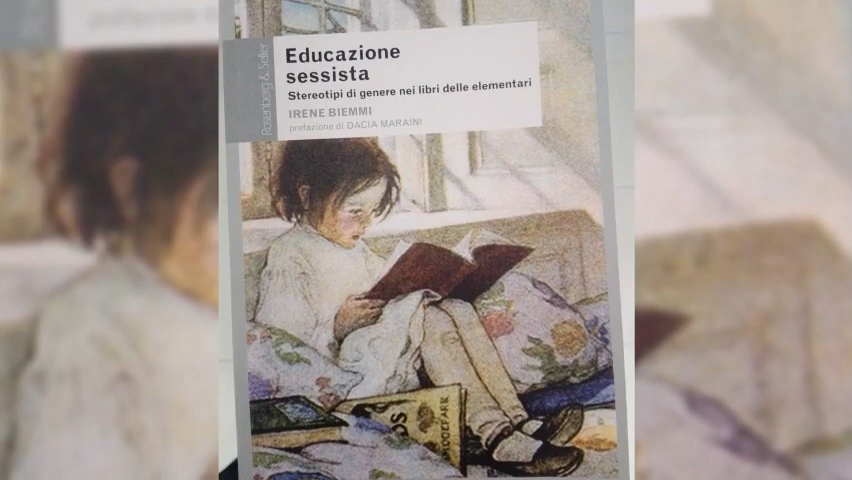 Rosenberg & Sellier
Educazione
sessista
Stereotipi di genere nei libri delle elementari
IRENE BIEMMI
prefazione di DACIA MARAINI